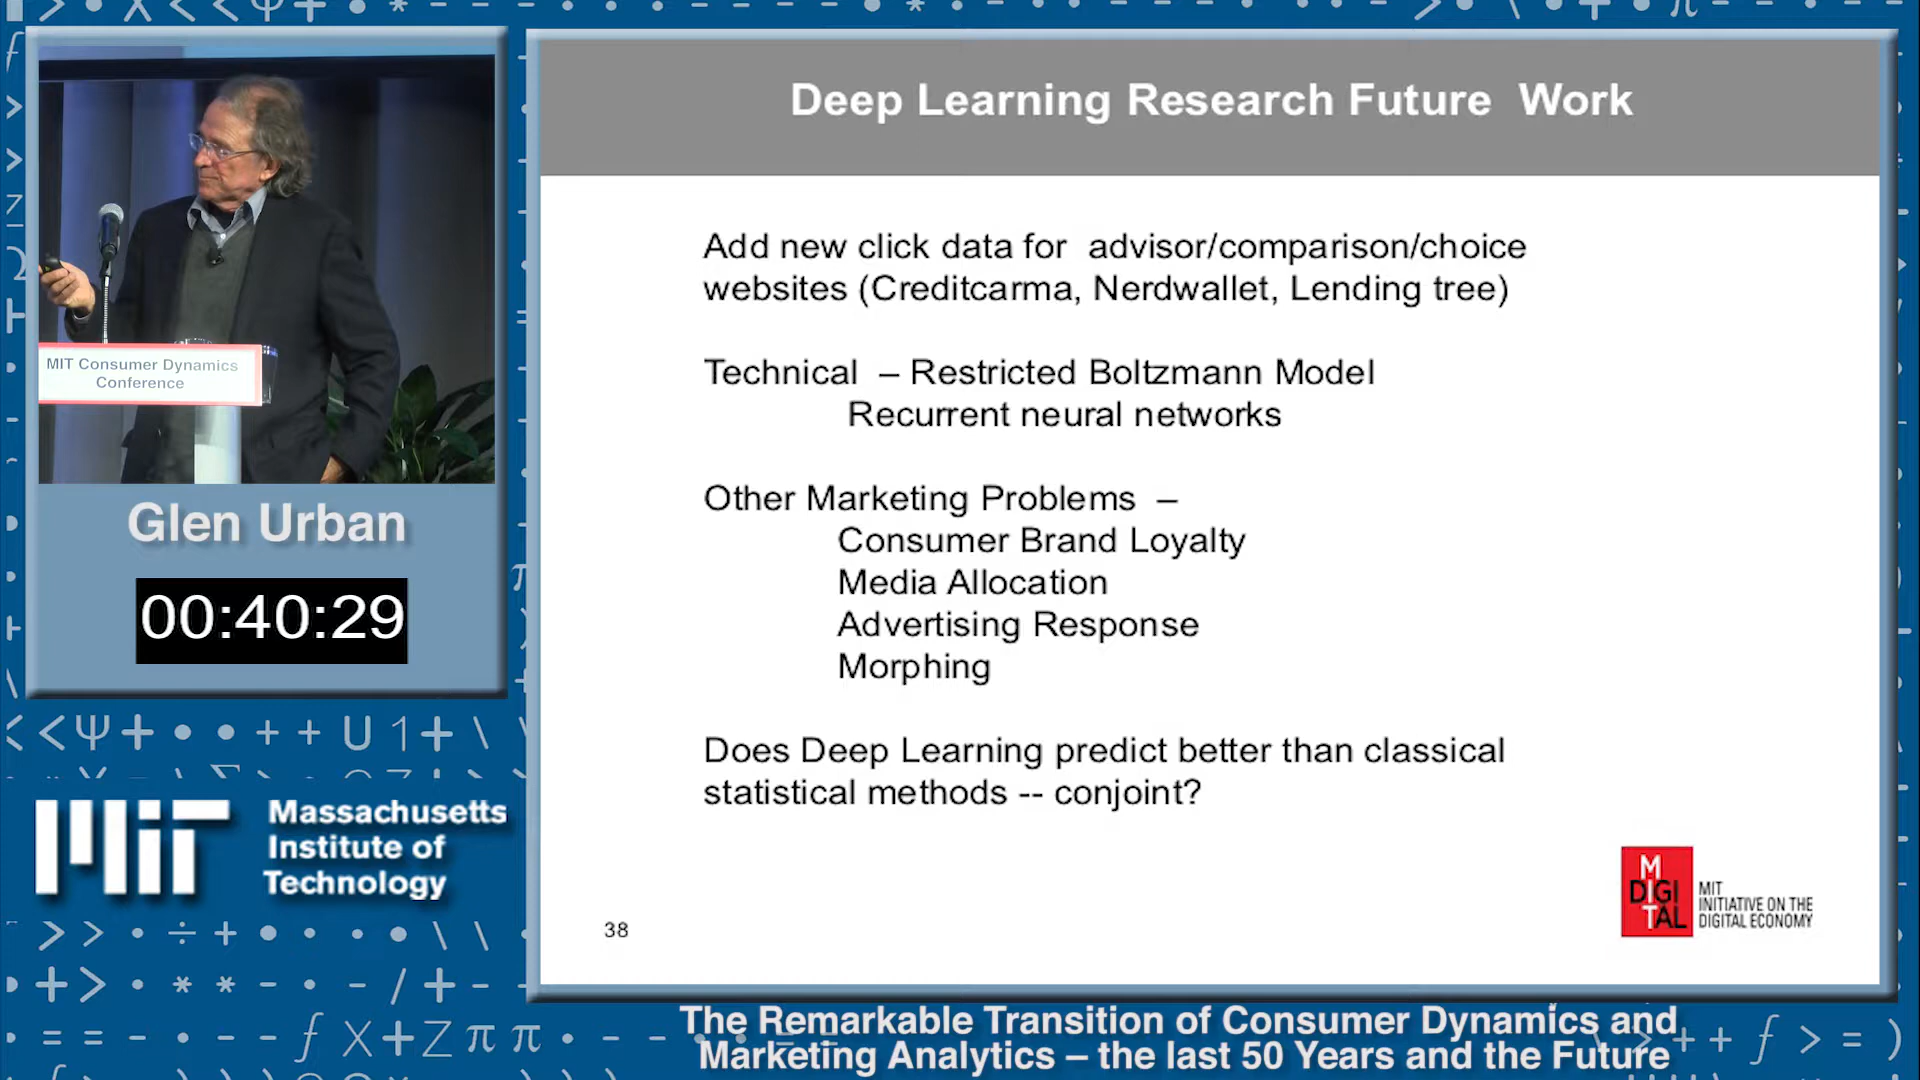 Deep Learning Research Future Work
Add new click data for advisor/comparison/choice
websites (Creditcarma, Nerdwallet, Lending tree)
Technical – Restricted Boltzmann Model
Recurrent neural networks
Other Marketing Problems –
Consumer Brand Loyalty
Media Allocation
Advertising Response
Morphing
Does Deep Learning predict better than classical
statistical methods -- conjoint?
38
M
DIGI
TAL
MIT
INITIATIVE ON THE
DIGITAL ECONOMY
MIT Consumer Dynamics
Conference
Glen Urban
00:40:29
MIT
Massachusetts
Institute of
Technology
The Remarkable Transition of Consumer Dynamics and
Marketing Analytics – the last 50 Years and the Future